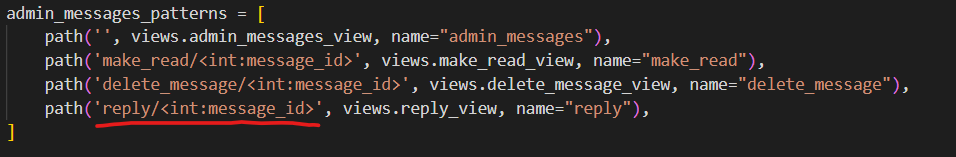 admin_messages_patterns = [
    path('', views.admin_messages_view, name="admin_messages"),
    path('make_read/<int:message_id>', views.make_read_view, name="make_read"),
    path('delete_message/<int:message_id>', views.delete_message_view, name="delete_message"),
    path('reply/<int:message_id>', views.reply_view, name="reply"),
]